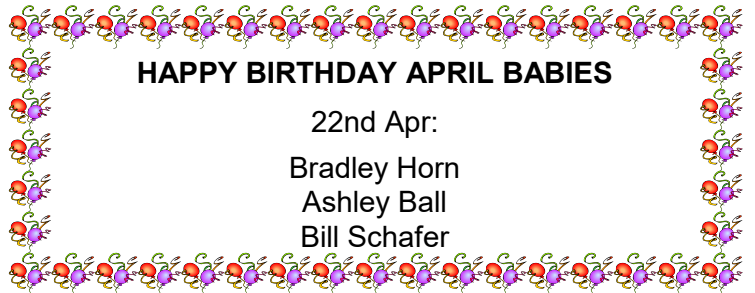 HAPPY BIRTHDAY APRIL BABIES
22nd Apr:
Bradley Horn
Ashley Ball
Bill Schafer